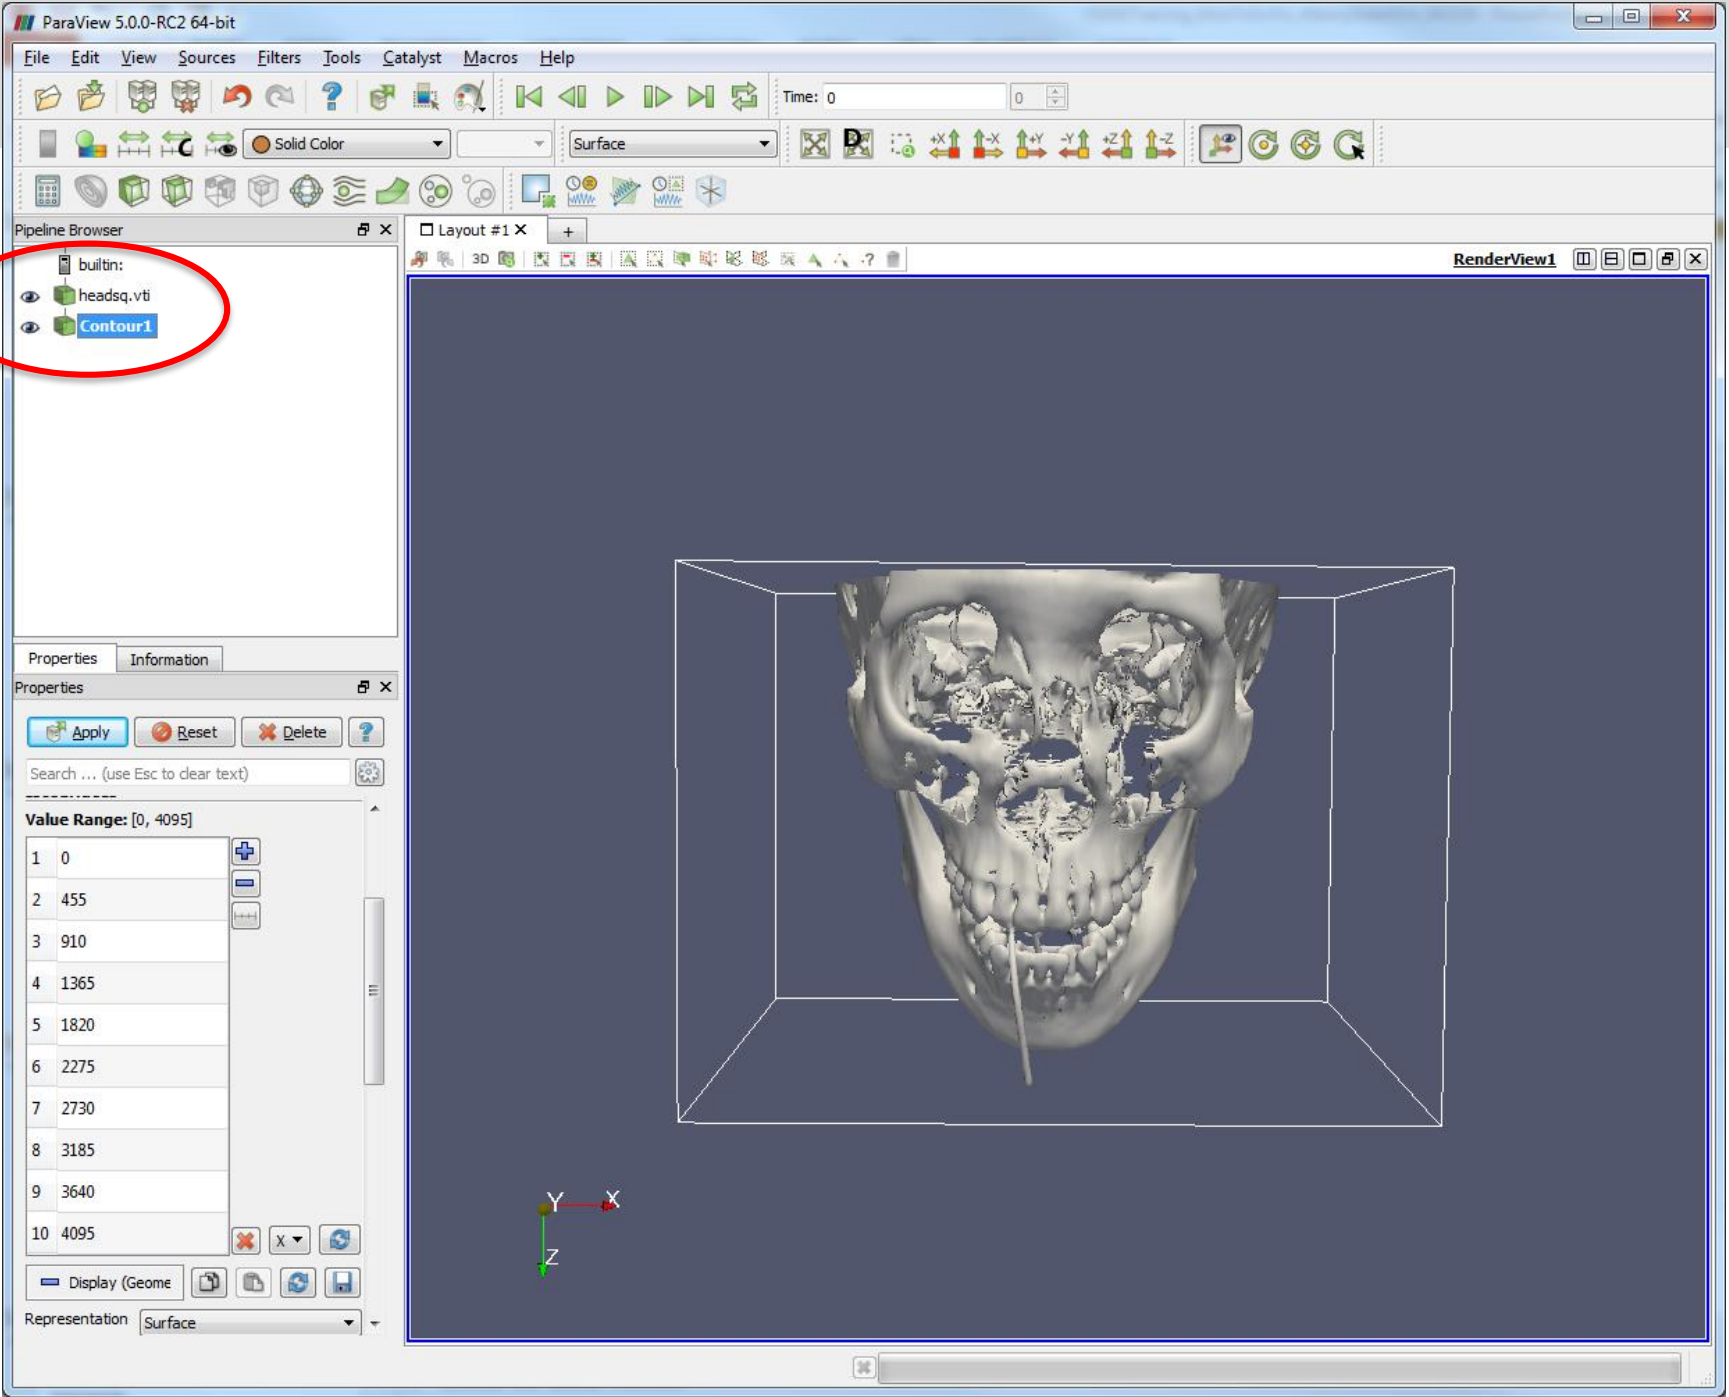 ParaView 5.0.0-RC2 64-bit
File Edit View Sources Filters Tools Catalyst Macros Help
Time: 0 0
Solid Color Surface D +X -X +Y -Y +Z -Z
Pipeline Browser
Layout #1 X +
3D RenderView1
builtin:
headsq.vti
Contour1
Properties Information
Properties
Apply Reset Delete ?
Search ... (use Esc to clear text)
Value Range: [0, 4095]
1 0
2 455
3 910
4 1365
5 1820
6 2275
7 2730
8 3185
9 3640
10 4095
X
Display (Geome
Representation Surface
Y X
Z